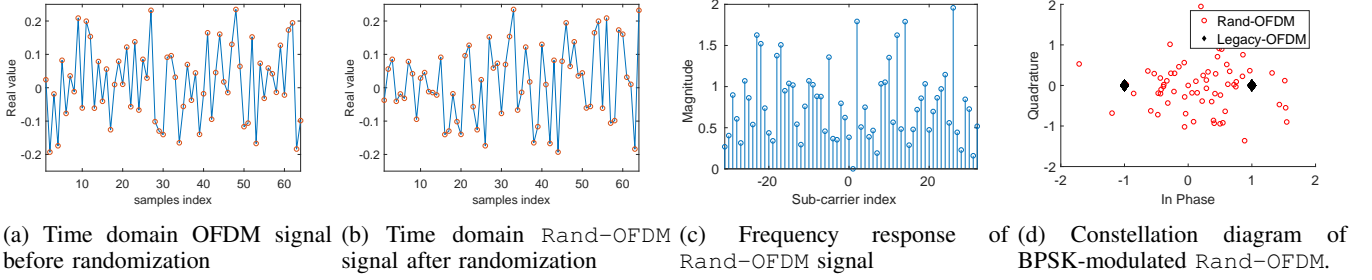 0.2
0.1
0
-0.1
-0.2
Real value
10 20 30 40 50 60
samples index
0.2
0.1
0
-0.1
-0.2
Real value
10 20 30 40 50 60
samples index
2
1.5
1
0.5
0
Magnitude
-20 0 20
Sub-carrier index
2
1
0
-1
-2
Quadrature
-2 -1 0 1 2
In Phase
Rand-OFDM
Legacy-OFDM
(a) Time domain OFDM signal
before randomization
(b) Time domain Rand-OFDM
signal after randomization
(c) Frequency response of
Rand-OFDM signal
(d) Constellation diagram of
BPSK-modulated Rand-OFDM.